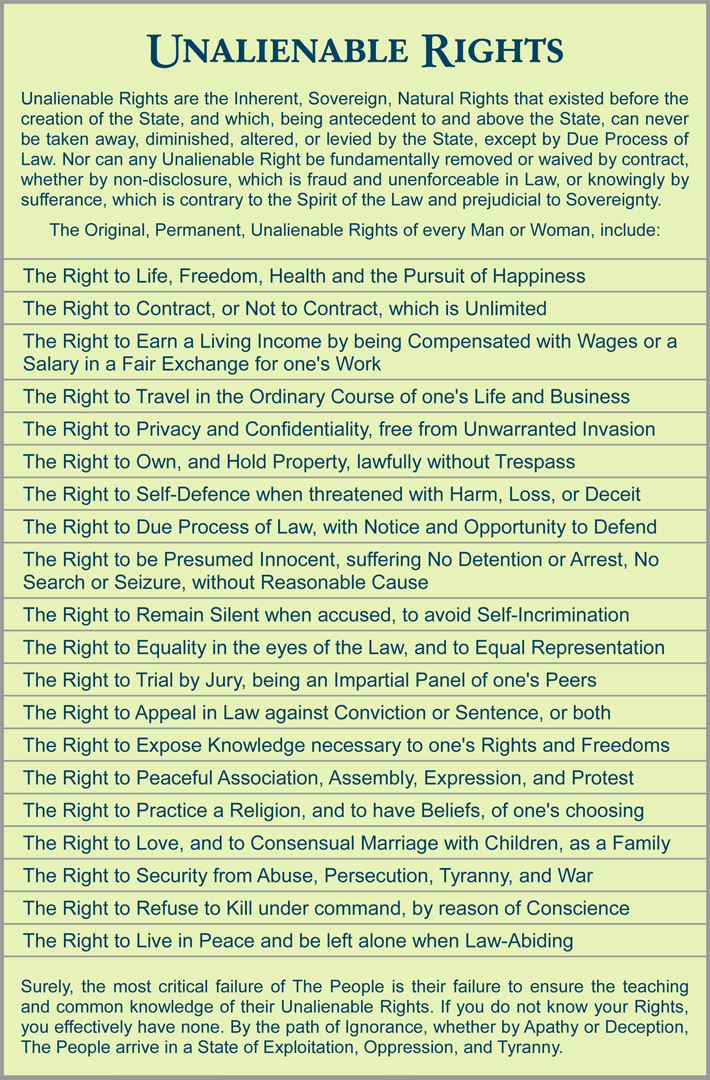 Unalienable Rights
Unalienable Rights are the Inherent, Sovereign, Natural Rights that existed before the
creation of the State, and which, being antecedent to and above the State, can never
be taken away, diminished, altered, or levied by the State, except by Due Process of
Law. Nor can any Unalienable Right be fundamentally removed or waived by contract,
whether by non-disclosure, which is fraud and unenforceable in Law, or knowingly by
sufferance, which is contrary to the Spirit of the Law and prejudicial to Sovereignty.
The Original, Permanent, Unalienable Rights of every Man or Woman, include:
The Right to Life, Freedom, Health and the Pursuit of Happiness
The Right to Contract, or Not to Contract, which is Unlimited
The Right to Earn a Living Income by being Compensated with Wages or a
Salary in a Fair Exchange for one's Work
The Right to Travel in the Ordinary Course of one's Life and Business
The Right to Privacy and Confidentiality, free from Unwarranted Invasion
The Right to Own, and Hold Property, lawfully without Trespass
The Right to Self-Defence when threatened with Harm, Loss, or Deceit
The Right to Due Process of Law, with Notice and Opportunity to Defend
The Right to be Presumed Innocent, suffering No Detention or Arrest, No
Search or Seizure, without Reasonable Cause
The Right to Remain Silent when accused, to avoid Self-Incrimination
The Right to Equality in the eyes of the Law, and to Equal Representation
The Right to Trial by Jury, being an Impartial Panel of one's Peers
The Right to Appeal in Law against Conviction or Sentence, or both
The Right to Expose Knowledge necessary to one's Rights and Freedoms
The Right to Peaceful Association, Assembly, Expression, and Protest
The Right to Practice a Religion, and to have Beliefs, of one's choosing
The Right to Love, and to Consensual Marriage with Children, as a Family
The Right to Security from Abuse, Persecution, Tyranny, and War
The Right to Refuse to Kill under command, by reason of Conscience
The Right to Live in Peace and be left alone when Law-Abiding
Surely, the most critical failure of The People is their failure to ensure the teaching
and common knowledge of their Unalienable Rights. If you do not know your Rights,
you effectively have none. By the path of Ignorance, whether by Apathy or Deception,
The People arrive in a State of Exploitation, Oppression, and Tyranny.